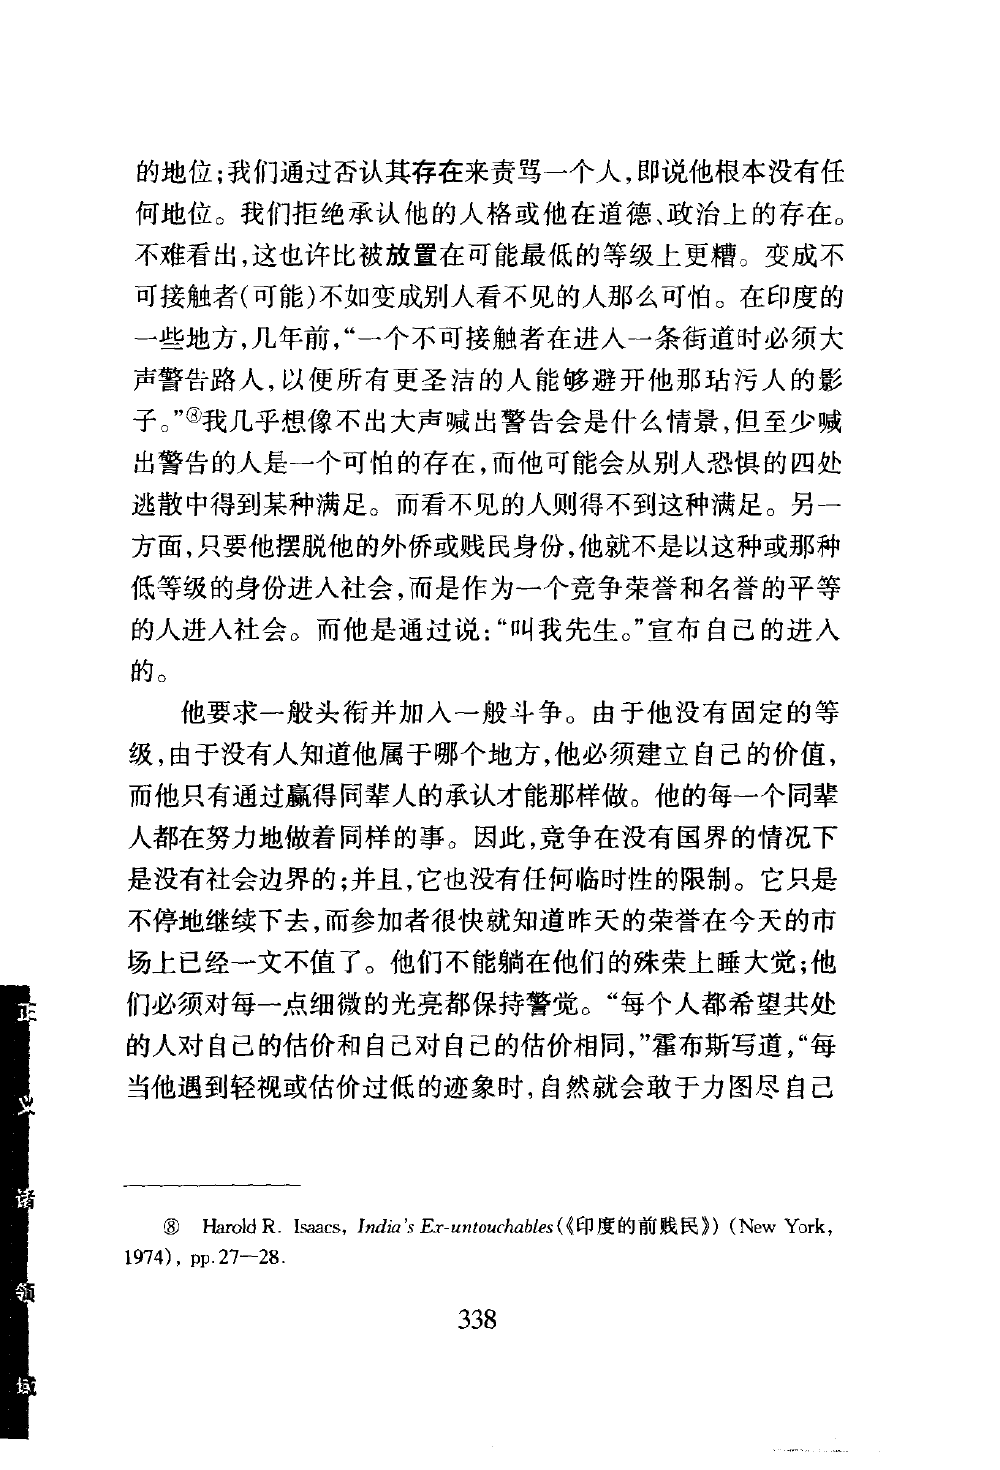 的地位;我们通过否认其存在来责骂一个人,即说他根本没有任
何地位。我们拒绝承认他的人格或他在道德、政治上的存在。
不难看出,这也许比被放置在可能最低的等级上更糟。变成不
可接触者(可能)不如变成别人看不见的人那么可怕。在印度的
一些地方,几年前,“一个不可接触者在进入一条街道时必须大
声警告路人,以便所有更圣洁的人能够避开他那玷污人的影
子。”⑧我几乎想像不出大声喊出警告会是什么情景,但至少喊
出警告的人是一个可怕的存在,而他可能会从别人恐惧的四处
逃散中得到某种满足。而看不见的人则得不到这种满足。另一
方面,只要他摆脱他的外侨或贱民身份,他就不是以这种或那种
低等级的身份进入社会,而是作为一个竞争荣誉和名誉的平等
的人进入社会。而他是通过说:“叫我先生。”宣布自己的进入
的。
他要求一般头衔并加入一般斗争。由于他没有固定的等
级,由于没有人知道他属于哪个地方,他必须建立自己的价值,
而他只有通过赢得同辈人的承认才能那样做。他的每一个同辈
人都在努力地做着同样的事。因此,竞争在没有国界的情况下
是没有社会边界的;并且,它也没有任何临时性的限制。它只是
不停地继续下去,而参加者很快就知道昨天的荣誉在今天的市
场上已经一文不值了。他们不能躺在他们的殊荣上睡大觉;他
们必须对每一点细微的光亮都保持警觉。“每个人都希望共处
的人对自己的估价和自己对自己的估价相同,”霍布斯写道,“每
当他遇到轻视或估价过低的迹象时,自然就会敢于力图尽自己
⑧ Harold R. Isaacs, India's Ex-untouchables(《印度的前贱民》) (New York,
1974), pp.27—28.
338
正义诸领域